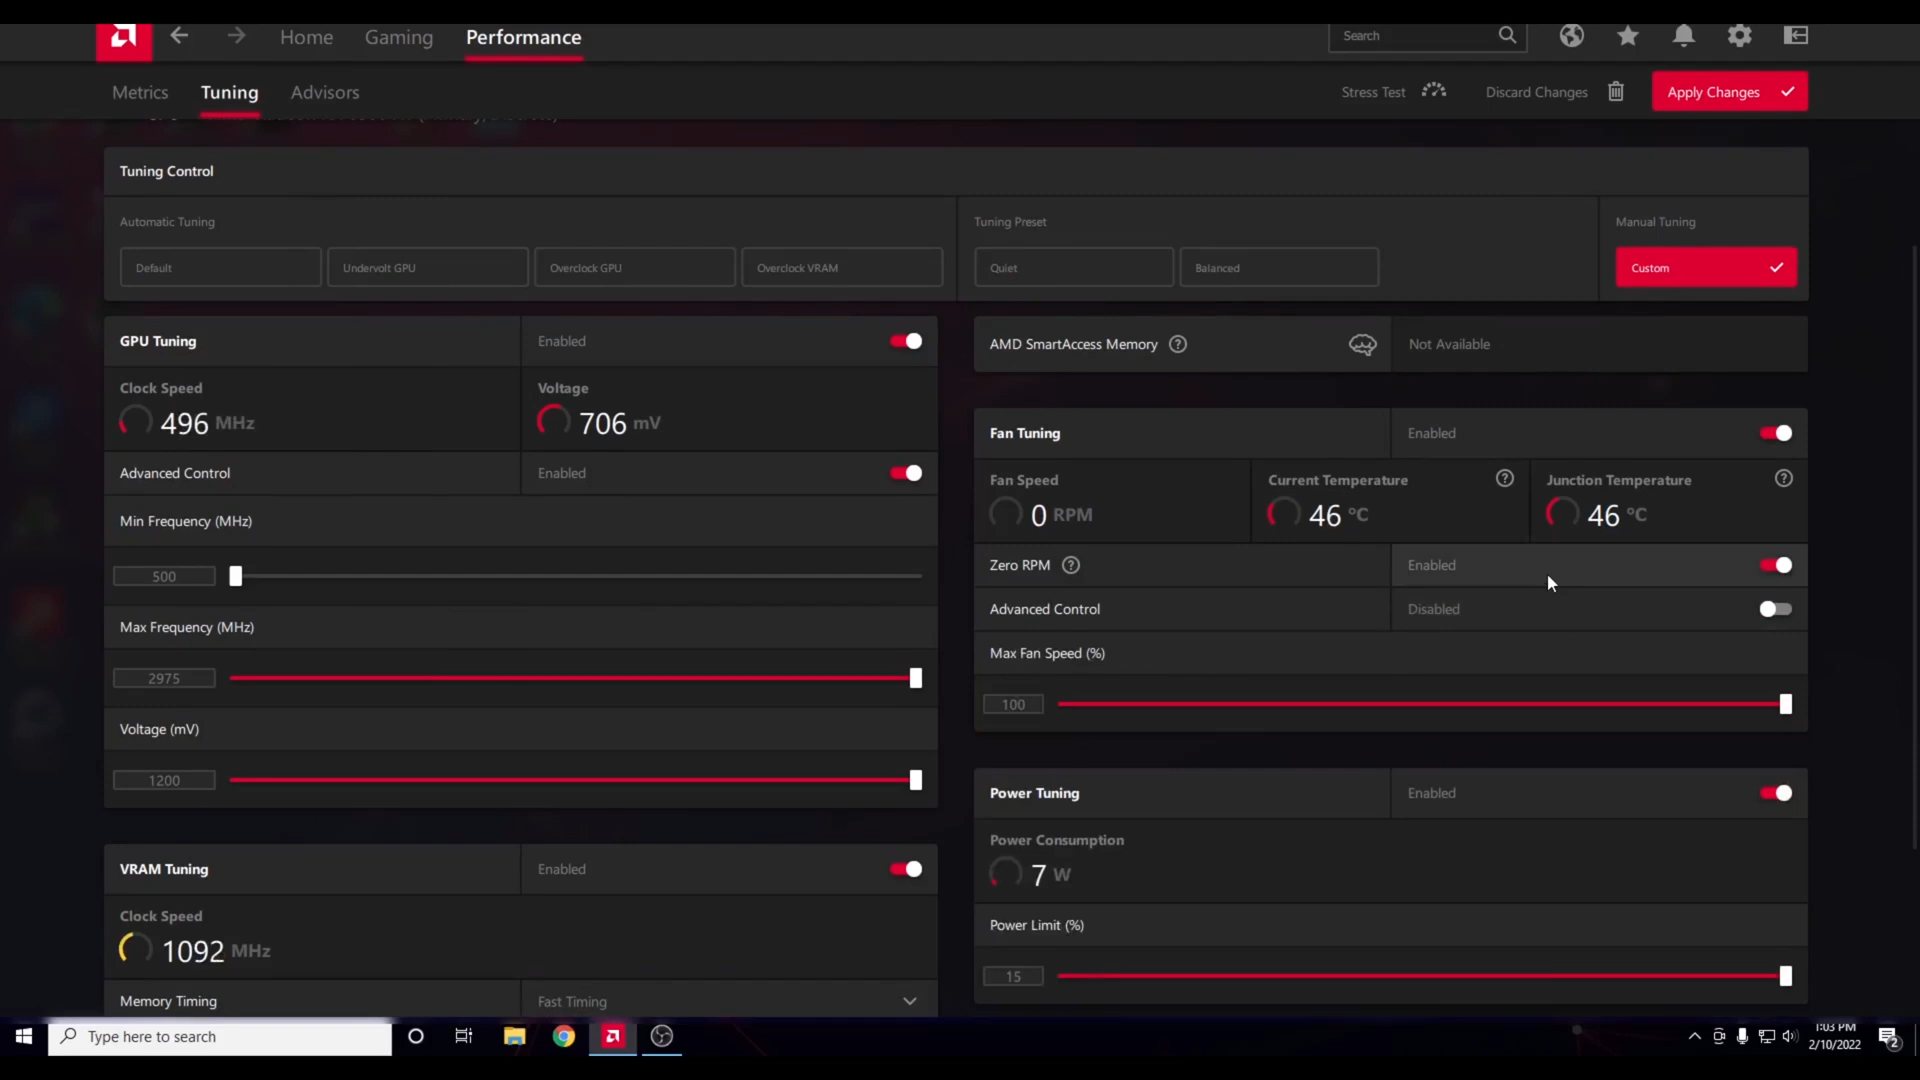 Home
Gaming
Performance
Search
Metrics
Tuning
Advisors
Stress Test
Discard Changes
Apply Changes
Tuning Control
Automatic Tuning
Tuning Preset
Manual Tuning
Default
Undervolt GPU
Overclock GPU
Overclock VRAM
Quiet
Balanced
Custom
GPU Tuning
Enabled
Clock Speed
496 MHz
Voltage
706 mV
Advanced Control
Enabled
Min Frequency (MHz)
500
Max Frequency (MHz)
2975
Voltage (mV)
1200
VRAM Tuning
Enabled
Clock Speed
1092 MHz
Memory Timing
Fast Timing
AMD SmartAccess Memory ?
Not Available
Fan Tuning
Enabled
Fan Speed
0 RPM
Current Temperature ?
46 °C
Junction Temperature ?
46 °C
Zero RPM ?
Enabled
Advanced Control
Disabled
Max Fan Speed (%)
100
Power Tuning
Enabled
Power Consumption
7 W
Power Limit (%)
15
Type here to search
1:03 PM
2/10/2022
2